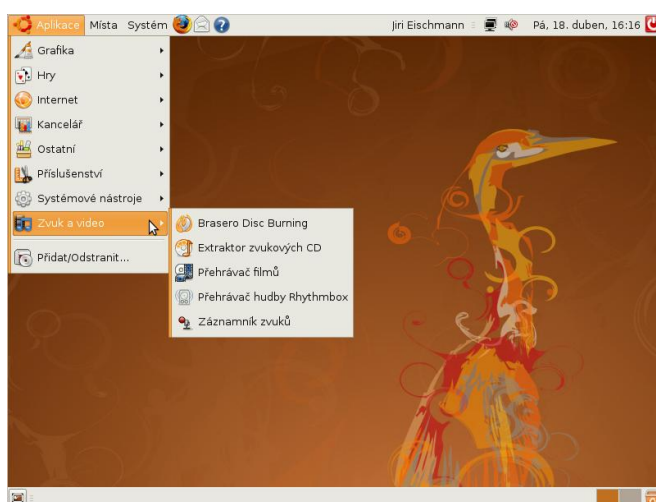 Aplikace Místa Systém Jiri Eischmann Pá, 18. duben, 16:16
Grafika
Hry
Internet
Kancelář
Ostatní
Příslušenství
Systémové nástroje
Zvuk a video
Přidat/Odstranit...
Brasero Disc Burning
Extraktor zvukových CD
Přehrávač filmů
Přehrávač hudby Rhythmbox
Záznamník zvuků